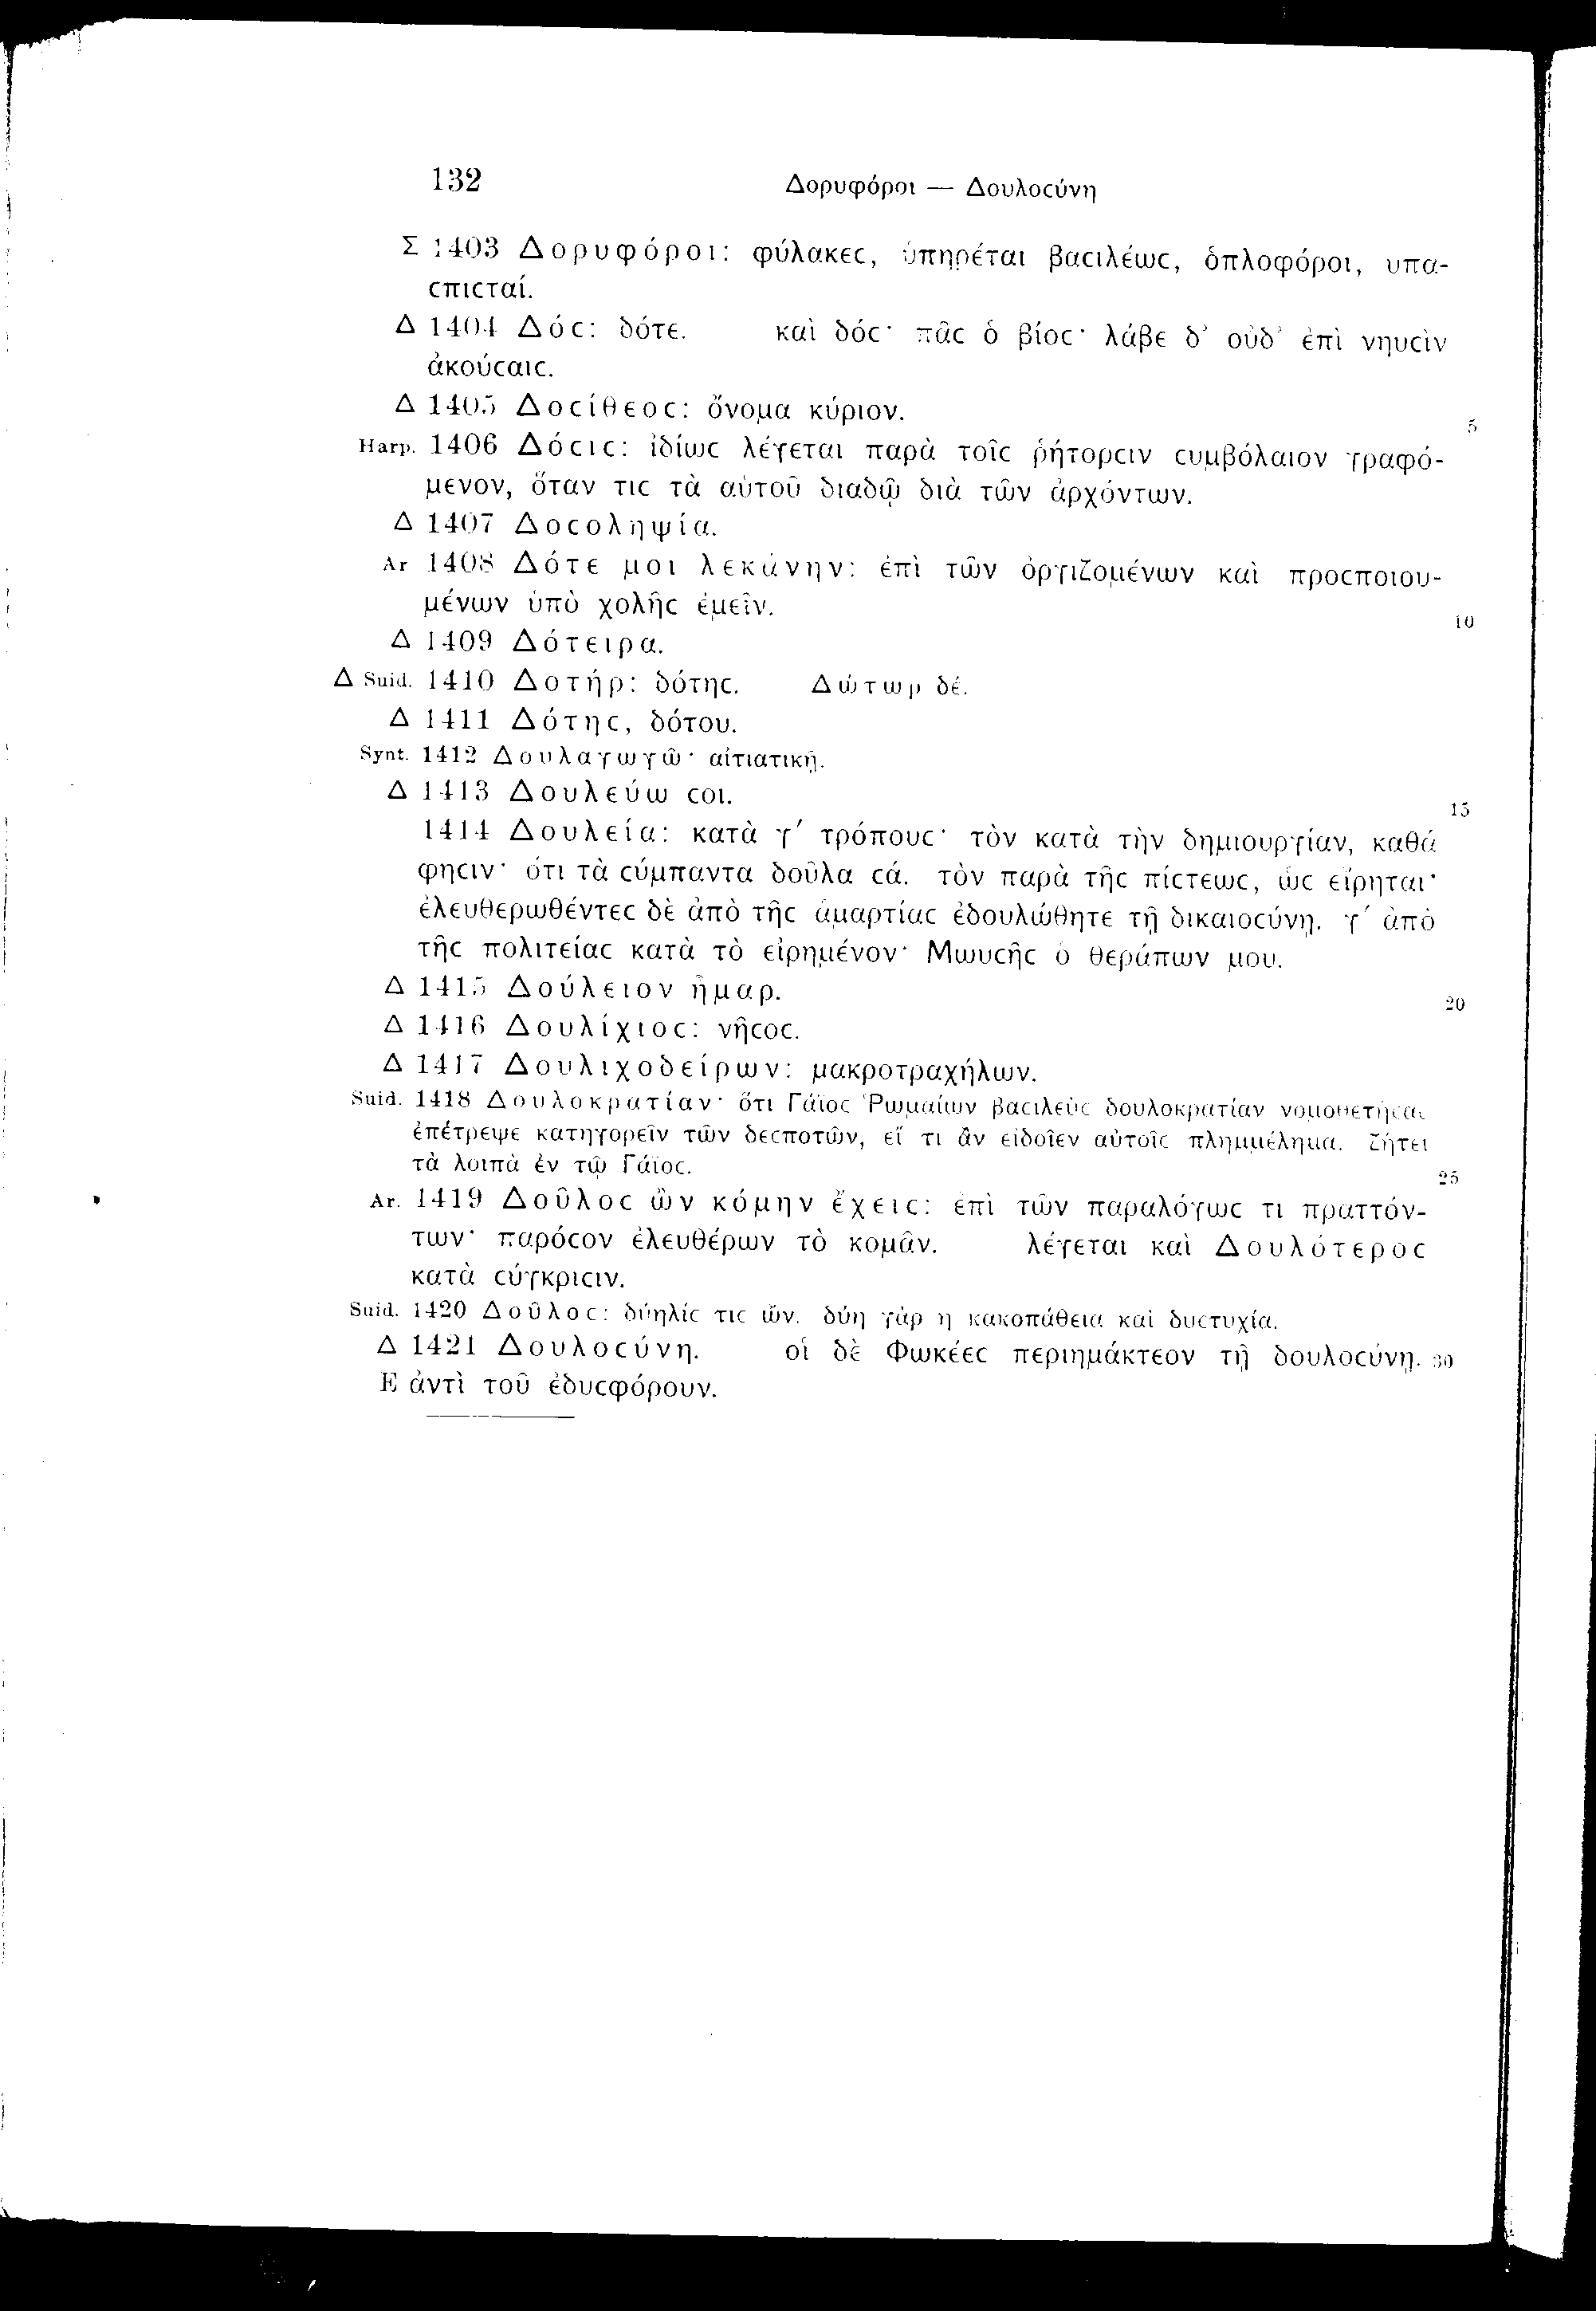 132
Δορυφόροι — Δουλοϲύνη
Σ 1403 Δορυφόροι: φύλακεϲ, ὑπηρέται βαϲιλέωϲ, ὁπλοφόροι, υπα-
ϲπιϲταί.
Δ 1404 Δόϲ: δότε. καὶ δόϲ· πᾶϲ ὁ βίοϲ· λάβε δ’ οὐδ’ ἐπὶ νηυϲὶν
ἀκούϲαιϲ.
Δ 1405 Δοϲίθεοϲ: ὄνομα κύριον. 5
Harp. 1406 Δόϲιϲ: ἰδίωϲ λέγεται παρὰ τοῖϲ ῥήτορϲιν ϲυμβόλαιον γραφό-
μενον, ὅταν τιϲ τὰ αὑτοῦ διαδῷ διὰ τῶν ἀρχόντων.
Δ 1407 Δοϲοληψία.
Ar 1408 Δότε μοι λεκάνην: ἐπὶ τῶν ὀργιζομένων καὶ προϲποιου-
μένων ὑπὸ χολῆϲ ἐμεῖν. 10
Δ 1409 Δότειρα.
Δ Suid. 1410 Δοτήρ: δότηϲ. Δώτωρ δέ.
Δ 1411 Δότηϲ, δότου.
Synt. 1412 Δουλαγωγῶ· αἰτιατικῇ.
Δ 1413 Δουλεύω ϲοι. 15
1414 Δουλεία: κατὰ γ′ τρόπουϲ· τὸν κατὰ τὴν δημιουργίαν, καθά
φηϲιν· ὅτι τὰ ϲύμπαντα δοῦλα ϲά. τὸν παρὰ τῆϲ πίϲτεωϲ, ὡϲ εἴρηται·
ἐλευθερωθέντεϲ δὲ ἀπὸ τῆϲ ἁμαρτίαϲ ἐδουλώθητε τῇ δικαιοϲύνῃ. γ′ ἀπὸ
τῆϲ πολιτείαϲ κατὰ τὸ εἰρημένον· Μωυϲῆϲ ὁ θεράπων μου.
Δ 1415 Δούλειον ἦμαρ. 20
Δ 1416 Δουλίχιοϲ: νῆϲοϲ.
Δ 1417 Δουλιχοδείρων: μακροτραχήλων.
Suid. 1418 Δουλοκρατίαν· ὅτι Γάϊοϲ Ῥωμαίων βαϲιλεὺϲ δουλοκρατίαν νομοθετήϲαϲ
ἐπέτρεψε κατηγορεῖν τῶν δεϲποτῶν, εἴ τι ἂν εἰδοῖεν αὐτοῖϲ πλημμέλημα. ζήτει
τὰ λοιπὰ ἐν τῷ Γάϊοϲ. 25
Ar. 1419 Δοῦλοϲ ὢν κόμην ἔχειϲ: ἐπὶ τῶν παραλόγωϲ τι πραττόν-
των· παρόϲον ἐλευθέρων τὸ κομᾶν. λέγεται καὶ Δουλότεροϲ
κατὰ ϲύγκριϲιν.
Suid. 1420 Δοῦλοϲ: δύηλίϲ τιϲ ὤν. δύη γὰρ ἡ κακοπάθεια καὶ δυϲτυχία.
Δ 1421 Δουλοϲύνη. οἱ δὲ Φωκέεϲ περιημάκτεον τῇ δουλοϲύνῃ. 30
E ἀντὶ τοῦ ἐδυϲφόρουν.